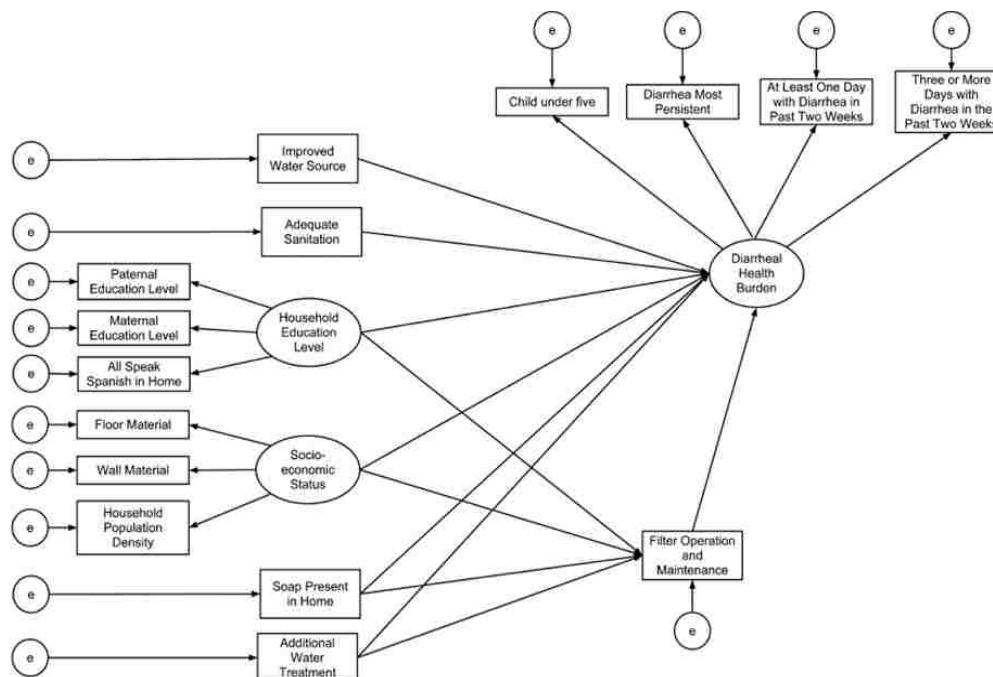 e
e
e
e
Child under five
Diarrhea Most
Persistent
At Least One Day
with Diarrhea in
Past Two Weeks
Three or More
Days with
Diarrhea in the
Past Two Weeks
e
Improved
Water Source
e
Adequate
Sanitation
e
Paternal
Education Level
e
Maternal
Education Level
e
All Speak
Spanish in Home
Household
Education
Level
Diarrheal
Health
Burden
e
Floor Material
e
Wall Material
e
Household
Population
Density
Socio-
economic
Status
Filter Operation
and
Maintenance
e
e
Soap Present
in Home
e
Additional
Water
Treatment